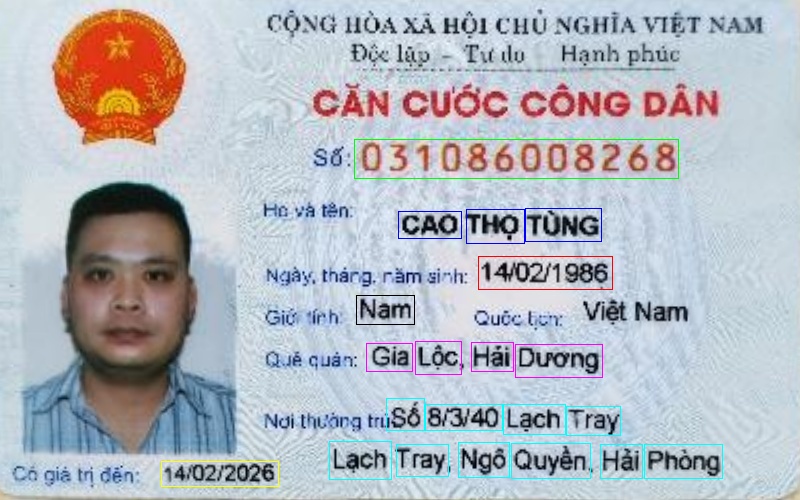 CỘNG HÒA XÃ HỘI CHỦ NGHĨA VIỆT NAM
Độc lập - Tự do Hạnh phúc
CĂN CƯỚC CÔNG DÂN
Số: 031086008268
Họ và tên: CAO THỌ TÙNG
Ngày, tháng, năm sinh: 14/02/1986
Giới tính: Nam Quốc tịch: Việt Nam
Quê quán: Gia Lộc, Hải Dương
Nơi thường trú: Số 8/3/40 Lạch Tray
Lạch Tray, Ngô Quyền, Hải Phòng
Có giá trị đến: 14/02/2026